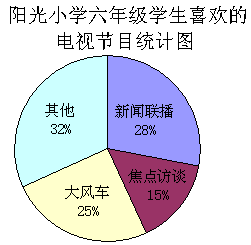 阳光小学六年级学生喜欢的
电视节目统计图
其他
32%
新闻联播
28%
焦点访谈
15%
大风车
25%